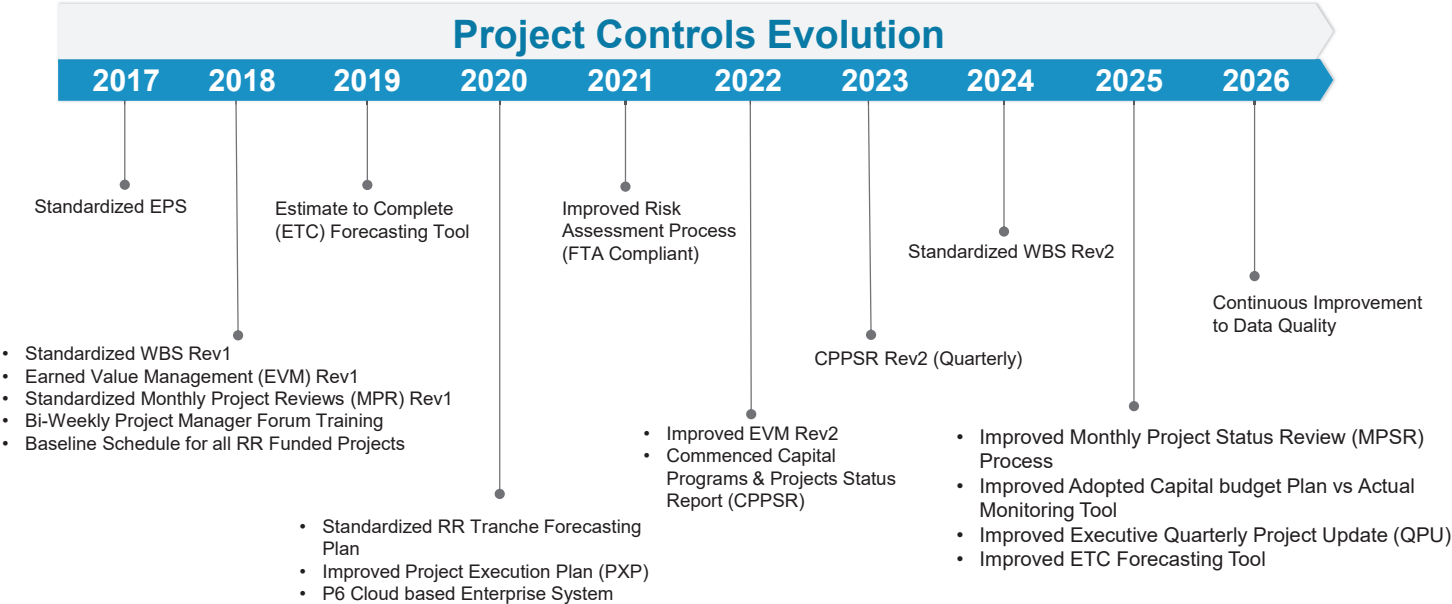 Project Controls Evolution
2017 2018 2019 2020 2021 2022 2023 2024 2025 2026
Standardized EPS
• Standardized WBS Rev1
• Earned Value Management (EVM) Rev1
• Standardized Monthly Project Reviews (MPR) Rev1
• Bi-Weekly Project Manager Forum Training
• Baseline Schedule for all RR Funded Projects
Estimate to Complete
(ETC) Forecasting Tool
• Standardized RR Tranche Forecasting
Plan
• Improved Project Execution Plan (PXP)
• P6 Cloud based Enterprise System
Improved Risk
Assessment Process
(FTA Compliant)
• Improved EVM Rev2
• Commenced Capital
Programs & Projects Status
Report (CPPSR)
CPPSR Rev2 (Quarterly)
Standardized WBS Rev2
• Improved Monthly Project Status Review (MPSR)
Process
• Improved Adopted Capital budget Plan vs Actual
Monitoring Tool
• Improved Executive Quarterly Project Update (QPU)
• Improved ETC Forecasting Tool
Continuous Improvement
to Data Quality